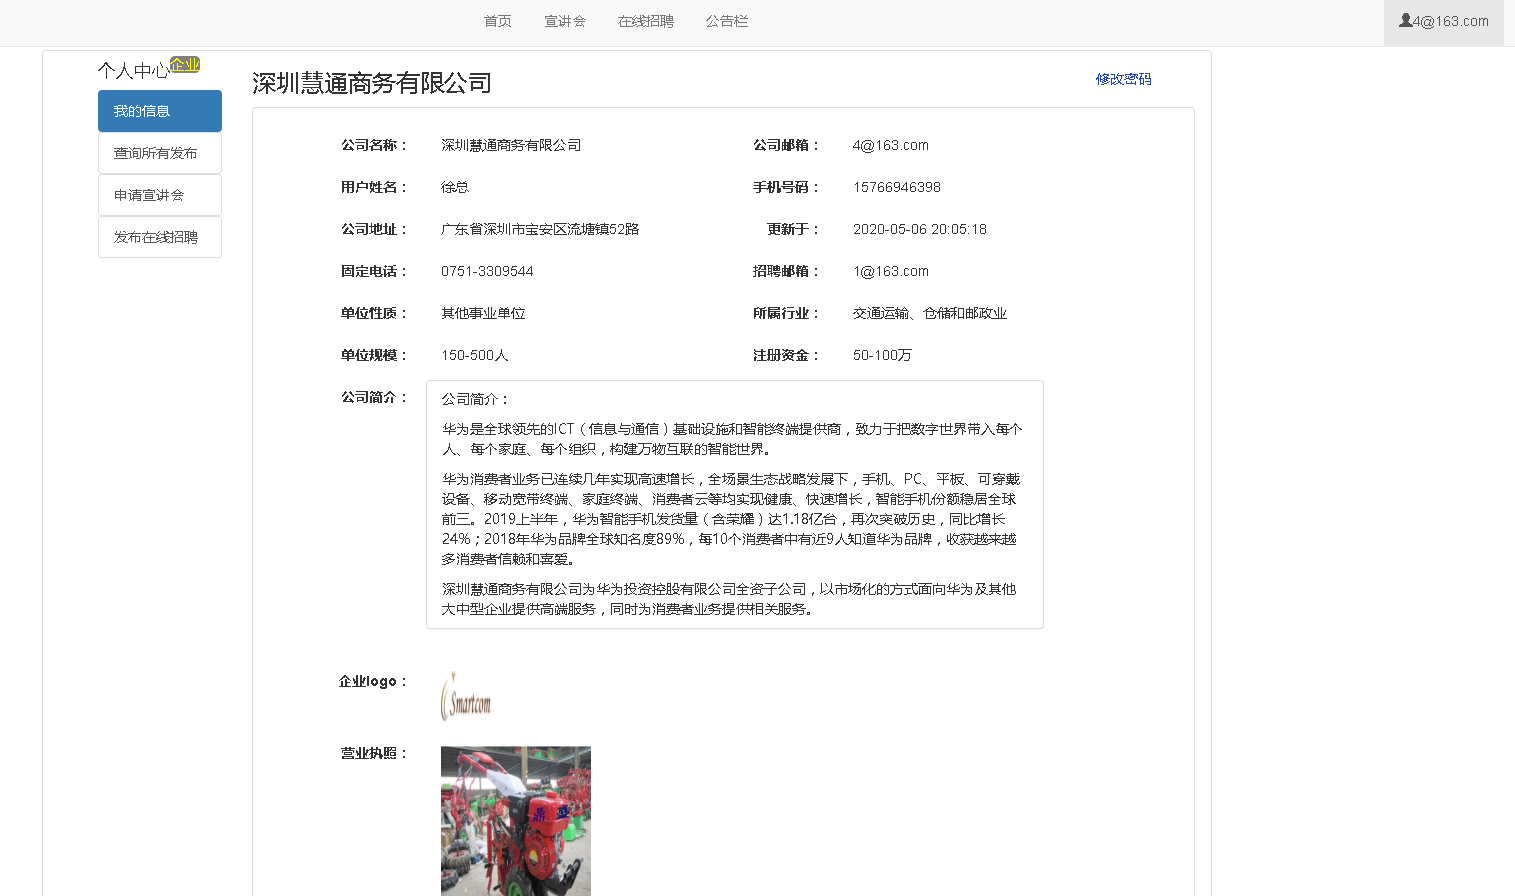 首页 宣讲会 在线招聘 公告栏 4@163.com
个人中心企业
我的信息
查询所有发布
申请宣讲会
发布在线招聘
深圳慧通商务有限公司 修改密码
公司名称： 深圳慧通商务有限公司 公司邮箱： 4@163.com
用户姓名： 徐总 手机号码： 15766946398
公司地址： 广东省深圳市宝安区流塘镇52路 更新于： 2020-05-06 20:05:18
固定电话： 0751-3309544 招聘邮箱： 1@163.com
单位性质： 其他事业单位 所属行业： 交通运输、仓储和邮政业
单位规模： 150-500人 注册资金： 50-100万
公司简介： 公司简介：
华为是全球领先的ICT（信息与通信）基础设施和智能终端提供商，致力于把数字世界带入每个
人、每个家庭、每个组织，构建万物互联的智能世界。
华为消费者业务已连续几年实现高速增长，全场景生态战略发展下，手机、PC、平板、可穿戴
设备、移动宽带终端、家庭终端、消费者云等均实现健康、快速增长，智能手机份额稳居全球
前三。2019上半年，华为智能手机发货量（含荣耀）达1.18亿台，再次突破历史，同比增长
24%；2018年华为品牌全球知名度89%，每10个消费者中有近9人知道华为品牌，收获越来越
多消费者信赖和喜爱。
深圳慧通商务有限公司为华为投资控股有限公司全资子公司，以市场化的方式面向华为及其他
大中型企业提供高端服务，同时为消费者业务提供相关服务。
企业logo：
Smartcom
营业执照：